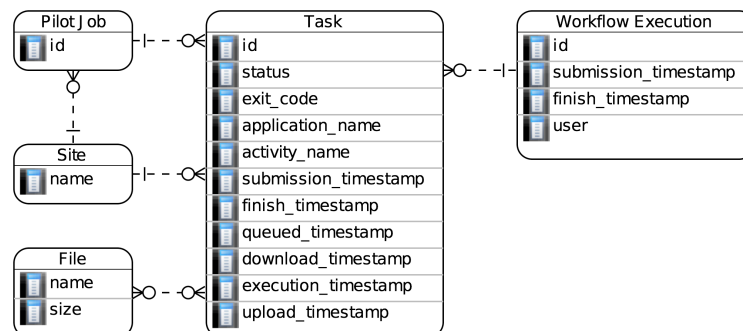 Pilot Job
id
Site
name
File
name
size
Task
id
status
exit_code
application_name
activity_name
submission_timestamp
finish_timestamp
queued_timestamp
download_timestamp
execution_timestamp
upload_timestamp
Workflow Execution
id
submission_timestamp
finish_timestamp
user